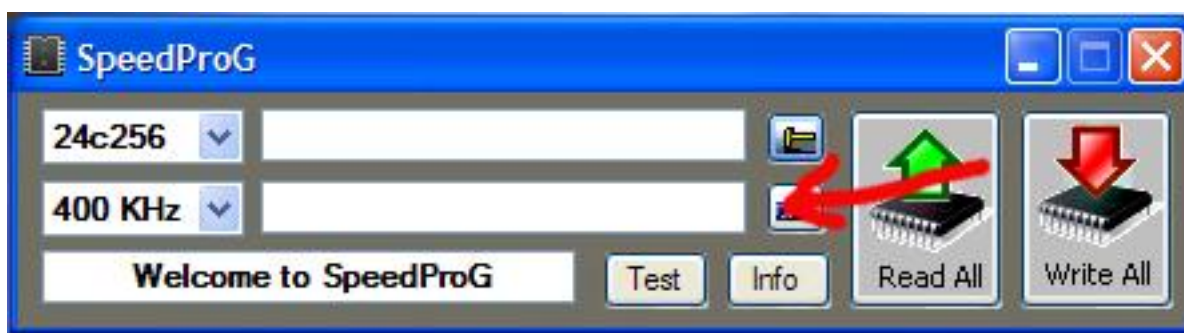 SpeedProG
24c256
400 KHz
Welcome to SpeedProG
Test
Info
Read All
Write All